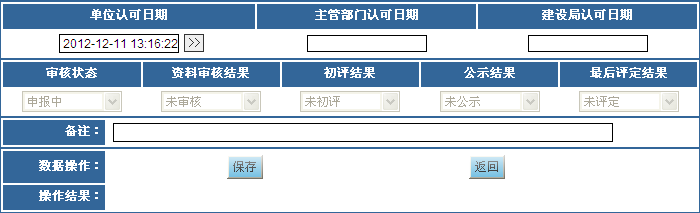 单位认可日期 主管部门认可日期 建设局认可日期
2012-12-11 13:16:22 >>
审核状态 资料审核结果 初评结果 公示结果 最后评定结果
申报中 未审核 未初评 未公示 未评定
备注：
数据操作： 保存 返回
操作结果：